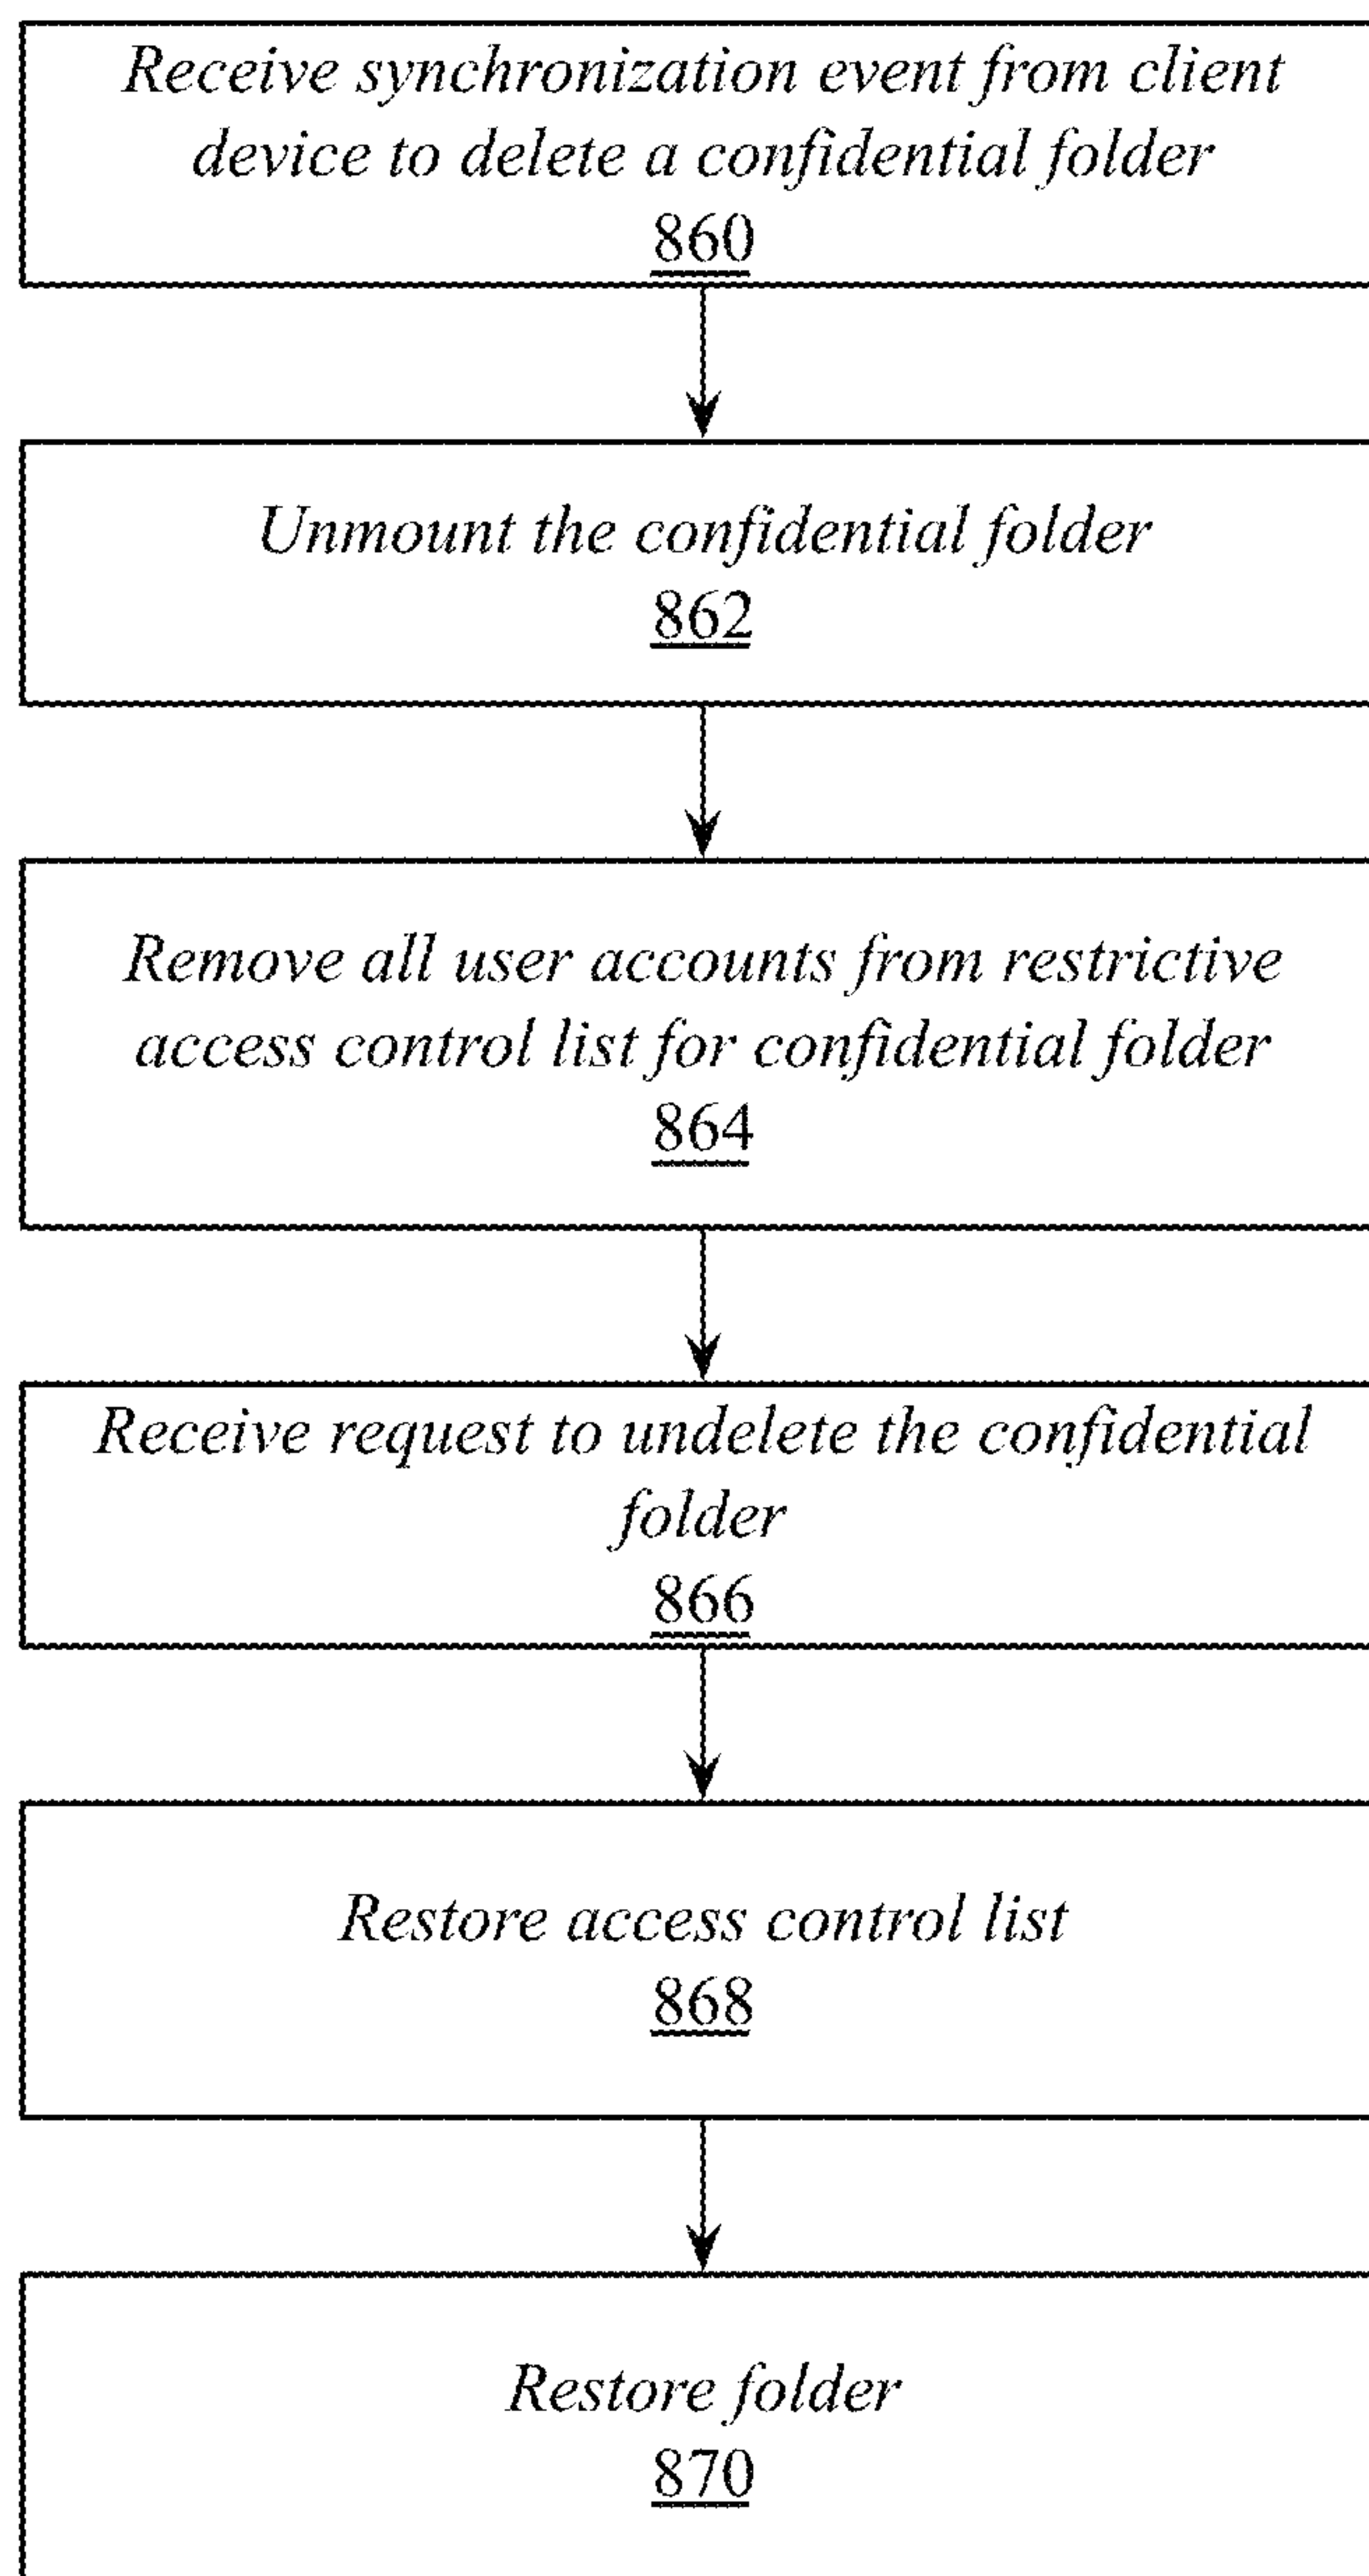 Receive synchronization event from client
device to delete a confidential folder
860
Unmount the confidential folder
862
Remove all user accounts from restrictive
access control list for confidential folder
864
Receive request to undelete the confidential
folder
866
Restore access control list
868
Restore folder
870